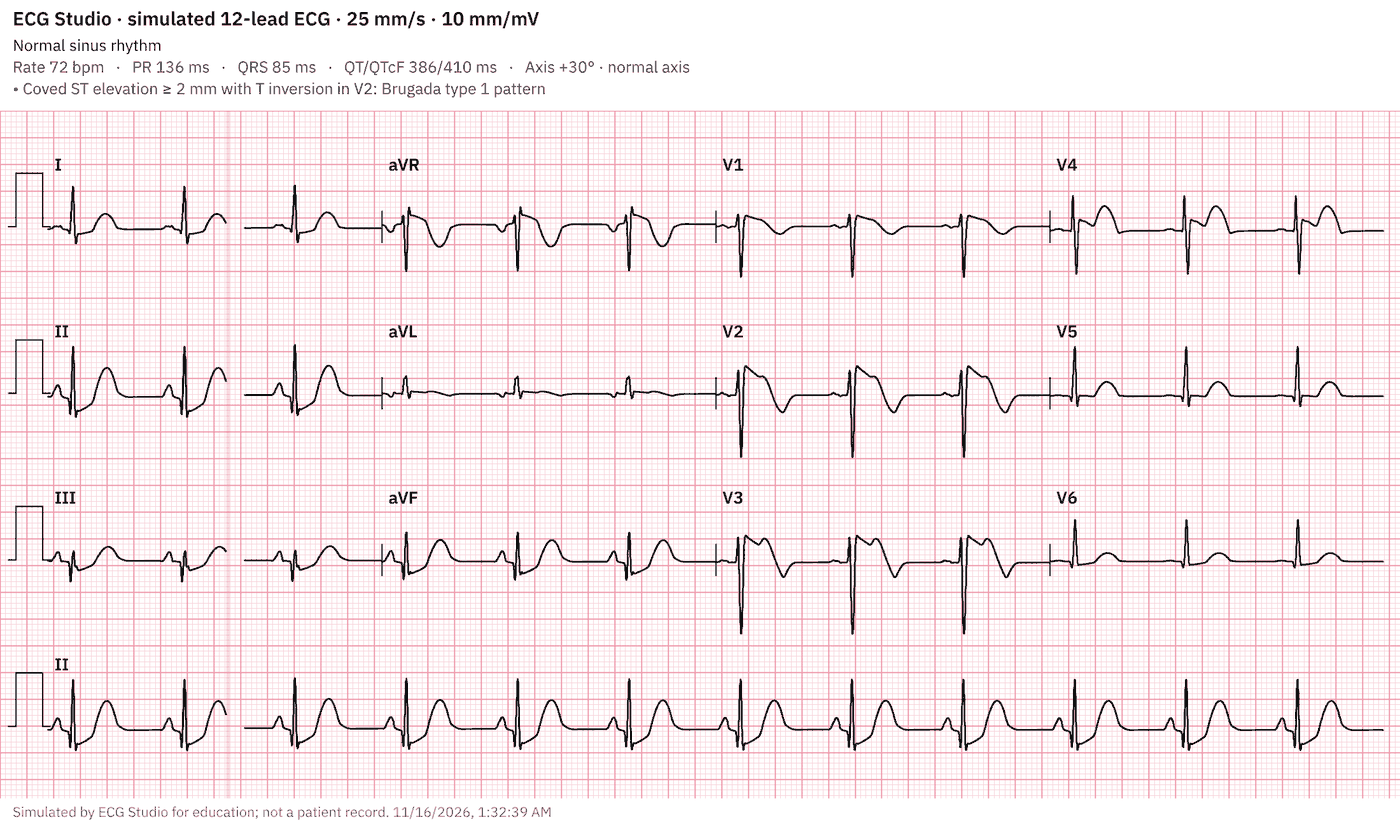 ECG Studio · simulated 12-lead ECG · 25 mm/s · 10 mm/mV
Normal sinus rhythm
Rate 72 bpm · PR 136 ms · QRS 85 ms · QT/QTcF 386/410 ms · Axis +30° · normal axis
• Coved ST elevation ≥ 2 mm with T inversion in V2: Brugada type 1 pattern
I aVR V1 V4
II aVL V2 V5
III aVF V3 V6
II
Simulated by ECG Studio for education; not a patient record. 11/16/2026, 1:32:39 AM